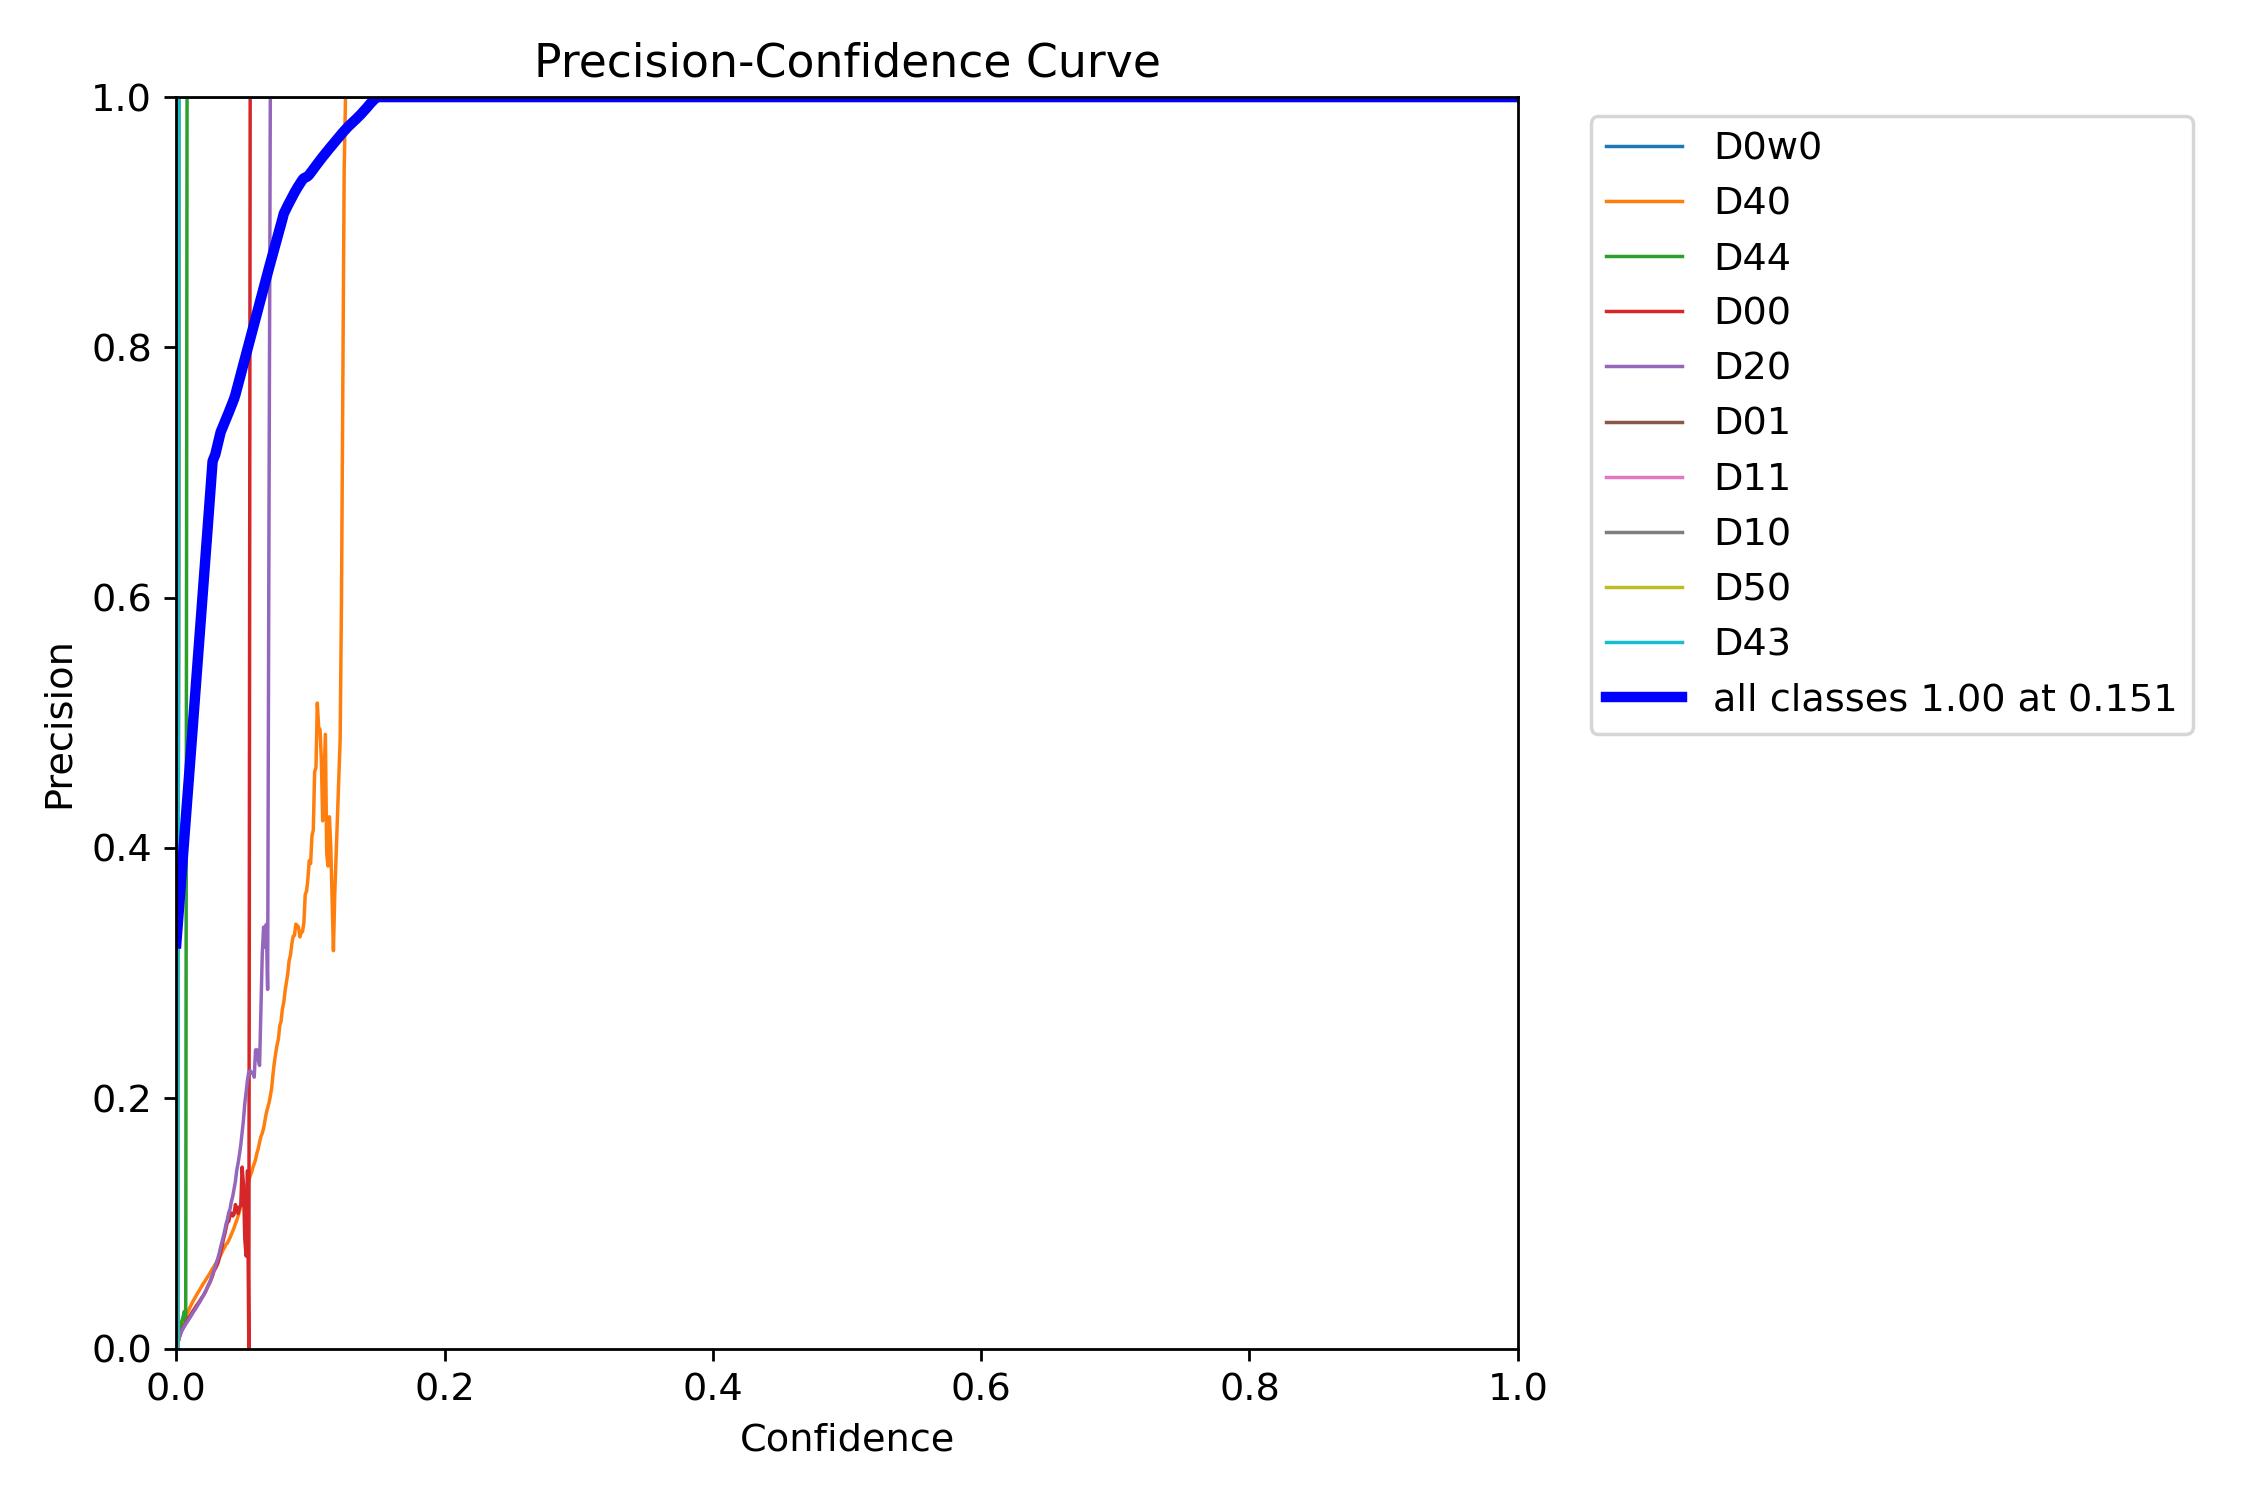 Precision-Confidence Curve
1.0
0.8
0.6
0.4
0.2
0.0
Precision
0.0 0.2 0.4 0.6 0.8 1.0
Confidence
D0w0
D40
D44
D00
D20
D01
D11
D10
D50
D43
all classes 1.00 at 0.151